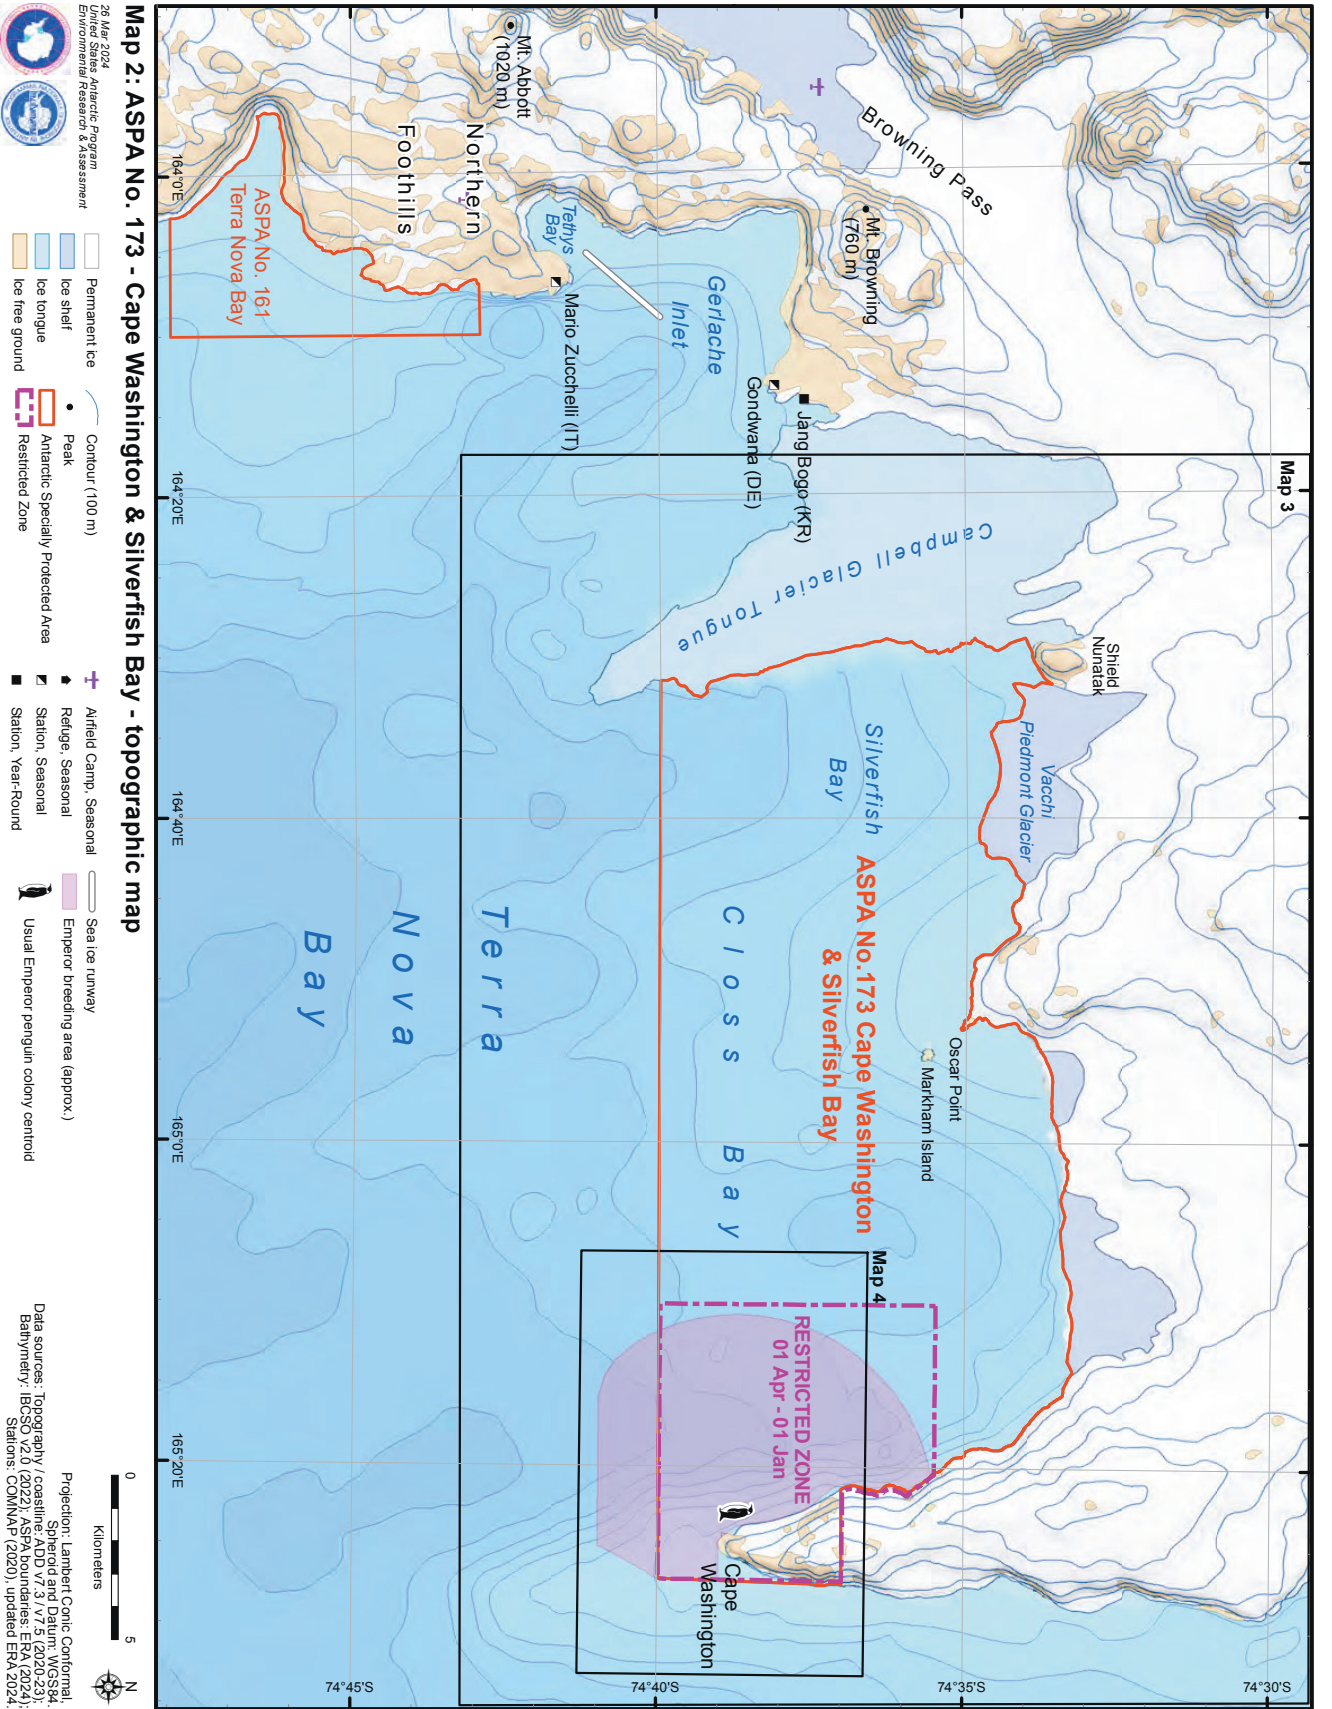 Map 3
Browning Pass
Mt. Abbott
(1020 m)
Mt. Browning
(760 m)
Northern
Foothills
Tethys
Bay
Gerlache
Inlet
Mario Zucchelli (IT)
Gondwana (DE)
Jang Bogo (KR)
Campbell Glacier Tongue
Shield
Nunatak
Vacchi
Piedmont Glacier
Silverfish
Bay
ASPA No.173 Cape Washington
& Silverfish Bay
Oscar Point
Markham Island
Closs Bay
Terra
Nova
Bay
ASPA No. 161
Terra Nova Bay
Map 4
RESTRICTED ZONE
01 Apr - 01 Jan
Cape
Washington
74°30'S
74°35'S
74°40'S
74°45'S
164°0'E
164°20'E
164°40'E
165°0'E
165°20'E
Map 2: ASPA No. 173 - Cape Washington & Silverfish Bay - topographic map
26 Mar 2024
United States Antarctic Program
Environmental Research & Assessment
Permanent ice
Ice shelf
Ice tongue
Ice free ground
Contour (100 m)
Peak
Antarctic Specially Protected Area
Restricted Zone
Airfield Camp, Seasonal
Refuge, Seasonal
Station, Seasonal
Station, Year-Round
Sea ice runway
Emperor breeding area (approx.)
Usual Emperor penguin colony centroid
0 5
Kilometers
N
Projection: Lambert Conic Conformal,
Spheroid and Datum: WGS84.
Data sources: Topography / coastline: ADD v7.3 / v7.5 (2020-23);
Bathymetry: IBCSO v2.0 (2022); ASPA boundaries: ERA (2024);
Stations: COMNAP (2020), updated ERA 2024.